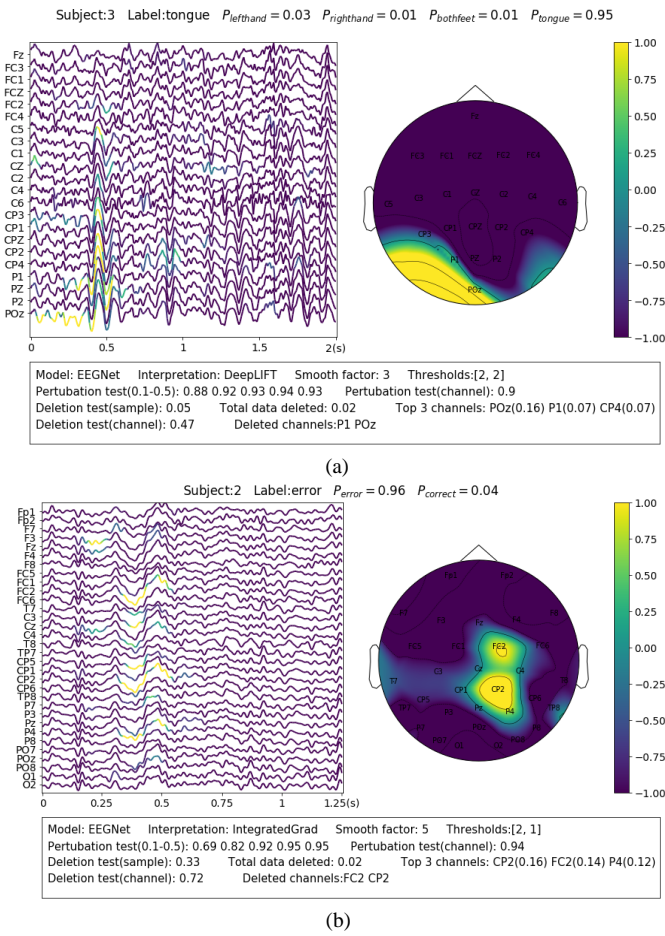 Subject:3 Label:tongue P_lefthand = 0.03 P_righthand = 0.01 P_bothfeet = 0.01 P_tongue = 0.95
Fz
FC3
FC1
FCZ
FC2
FC4
C5
C3
C1
CZ
C2
C4
C6
CP3
CP1
CPZ
CP2
CP4
P1
PZ
P2
POz
0 0.5 1 1.5 2(s)
Fz
FC3 FC1 FCZ FC2 FC4
C5 C3 C1 CZ C2 C4 C6
CP3 CP1 CPZ CP2 CP4
P1 PZ P2
POz
1.00
0.75
0.50
0.25
0.00
−0.25
−0.50
−0.75
−1.00
Model: EEGNet Interpretation: DeepLIFT Smooth factor: 3 Thresholds:[2, 2]
Pertubation test(0.1-0.5): 0.88 0.92 0.93 0.94 0.93 Pertubation test(channel): 0.9
Deletion test(sample): 0.05 Total data deleted: 0.02 Top 3 channels: POz(0.16) P1(0.07) CP4(0.07)
Deletion test(channel): 0.47 Deleted channels:P1 POz
(a)
Subject:2 Label:error P_error = 0.96 P_correct = 0.04
Fp1
Fp2
F7
F3
Fz
F4
F8
FC5
FC1
FC2
FC6
T7
C3
Cz
C4
T8
TP7
CP5
CP1
CP2
CP6
TP8
P7
P3
Pz
P4
P8
PO7
POz
PO8
O1
O2
0 0.25 0.5 0.75 1 1.25(s)
Fp1 Fp2
F7 F3 Fz F4 F8
FC5 FC1 FC2 FC6
T7 C3 Cz C4 T8
TP7 CP5 CP1 CP2 CP6 TP8
P7 P3 Pz P4 P8
PO7 POz PO8
O1 O2
1.00
0.75
0.50
0.25
0.00
−0.25
−0.50
−0.75
−1.00
Model: EEGNet Interpretation: IntegratedGrad Smooth factor: 5 Thresholds:[2, 1]
Pertubation test(0.1-0.5): 0.69 0.82 0.92 0.95 0.95 Pertubation test(channel): 0.94
Deletion test(sample): 0.33 Total data deleted: 0.02 Top 3 channels: CP2(0.16) FC2(0.14) P4(0.12)
Deletion test(channel): 0.72 Deleted channels:FC2 CP2
(b)